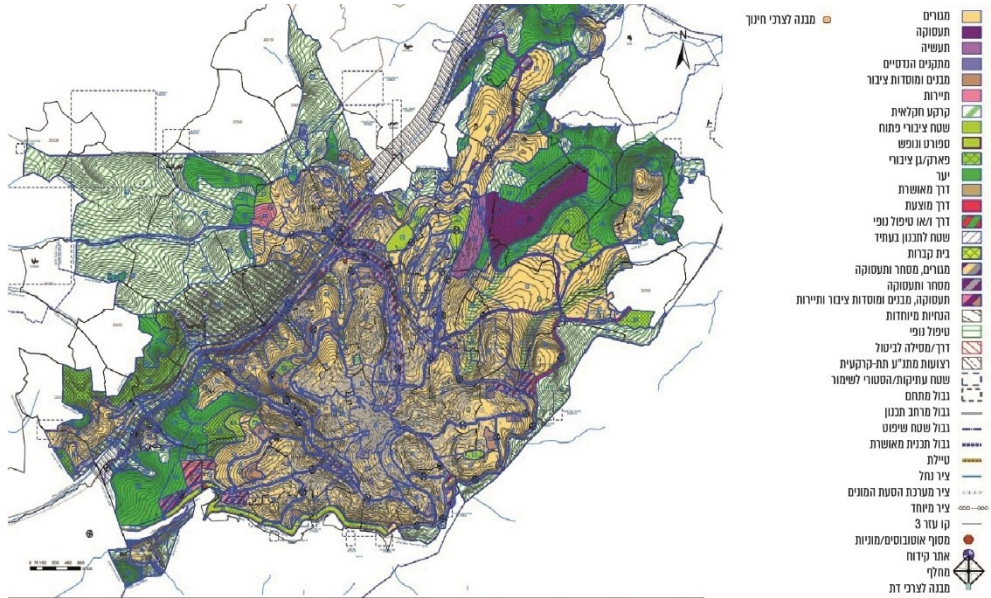 מבנה לצרכי חינוך
N
מגורים
תעסוקה
תעשיה
מתקנים הנדסיים
מבנים ומוסדות ציבור
תיירות
קרקע חקלאית
שטח ציבורי פתוח
ספורט ונופש
פארק/גן ציבורי
יער
דרך מאושרת
דרך מוצעת
דרך ו/או טיפול נופי
שטח לתכנון בעתיד
בית קברות
מגורים, מסחר ותעסוקה
מסחר ותעסוקה
תעסוקה, מבנים ומוסדות ציבור ותיירות
הנחיות מיוחדות
טיפול נופי
דרך/מסילה לביטול
רצועות מתנ"ע תת-קרקעית
שטח עתיקות/הסטורי לשימור
גבול מתחם
גבול מרחב תכנון
גבול שטח שיפוט
גבול תכנית מאושרת
טיילת
ציר נחל
ציר מערכת הסעת המונים
ציר מיוחד
קו עזר 3
מסוף אוטובוסים/מוניות
אתר קידוח
מחלף
מבנה לצרכי דת